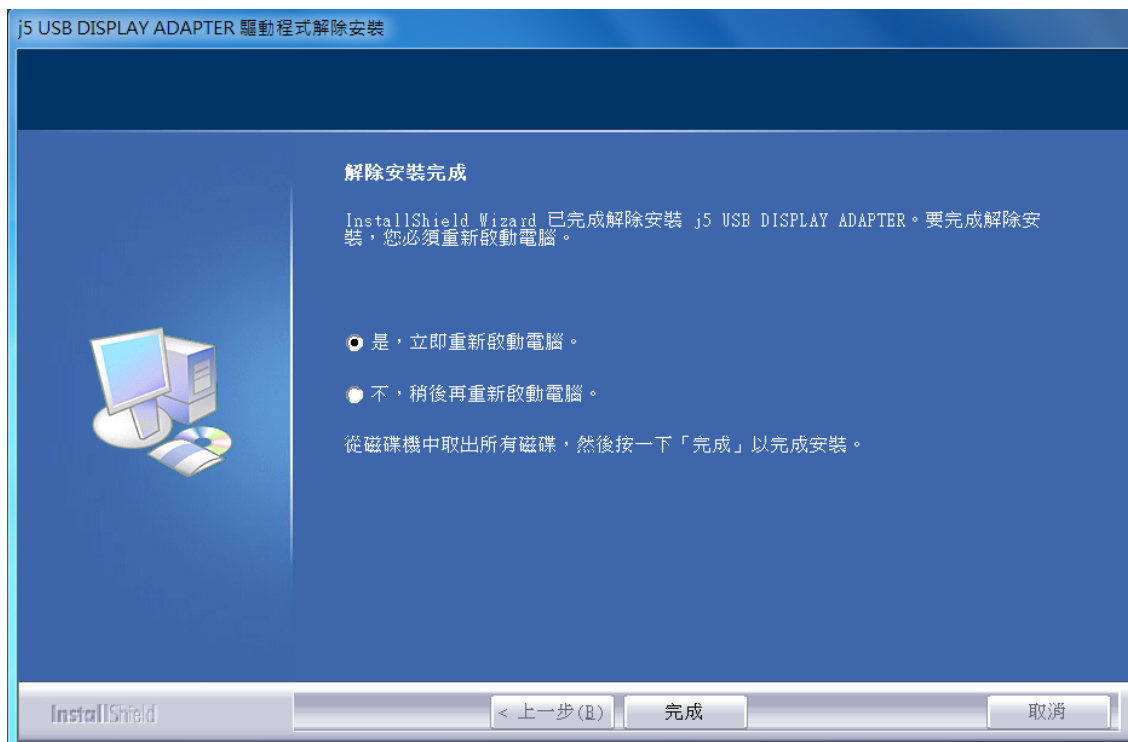 j5 USB DISPLAY ADAPTER 驅動程式解除安裝
解除安裝完成
InstallShield Wizard 已完成解除安裝 j5 USB DISPLAY ADAPTER。要完成解除安
裝，您必須重新啟動電腦。
是，立即重新啟動電腦。
不，稍後再重新啟動電腦。
從磁碟機中取出所有磁碟，然後按一下「完成」以完成安裝。
InstallShield
< 上一步(B)
完成
取消